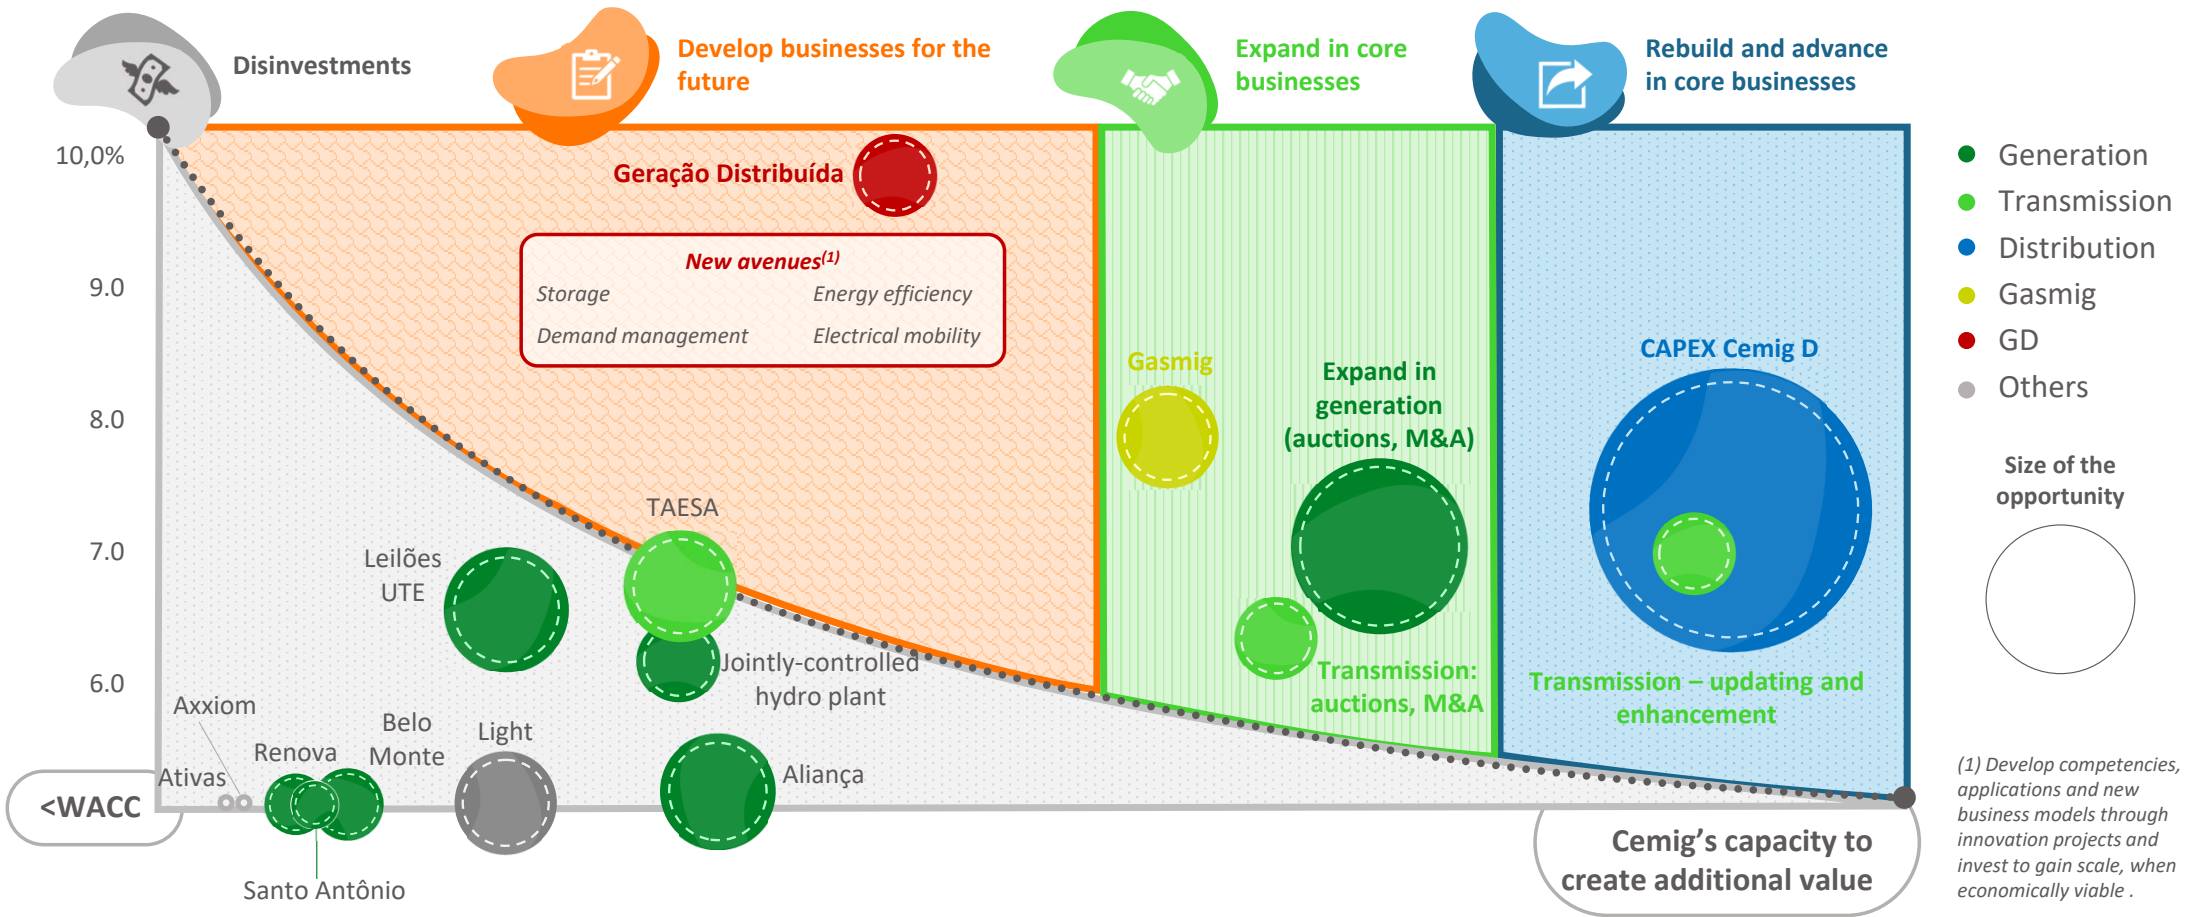 Disinvestments
Develop businesses for the
future
Expand in core
businesses
Rebuild and advance
in core businesses
10,0%
9.0
8.0
7.0
6.0
<WACC
Geração Distribuída
New avenues(1)
Storage
Energy efficiency
Demand management
Electrical mobility
Gasmig
Expand in
generation
(auctions, M&A)
CAPEX Cemig D
TAESA
Leilões
UTE
Jointly-controlled
hydro plant
Transmission:
auctions, M&A
Transmission – updating and
enhancement
Axxiom
Ativas
Renova
Belo
Monte
Light
Aliança
Santo Antônio
Cemig’s capacity to
create additional value
Generation
Transmission
Distribution
Gasmig
GD
Others
Size of the
opportunity
(1) Develop competencies,
applications and new
business models through
innovation projects and
invest to gain scale, when
economically viable .